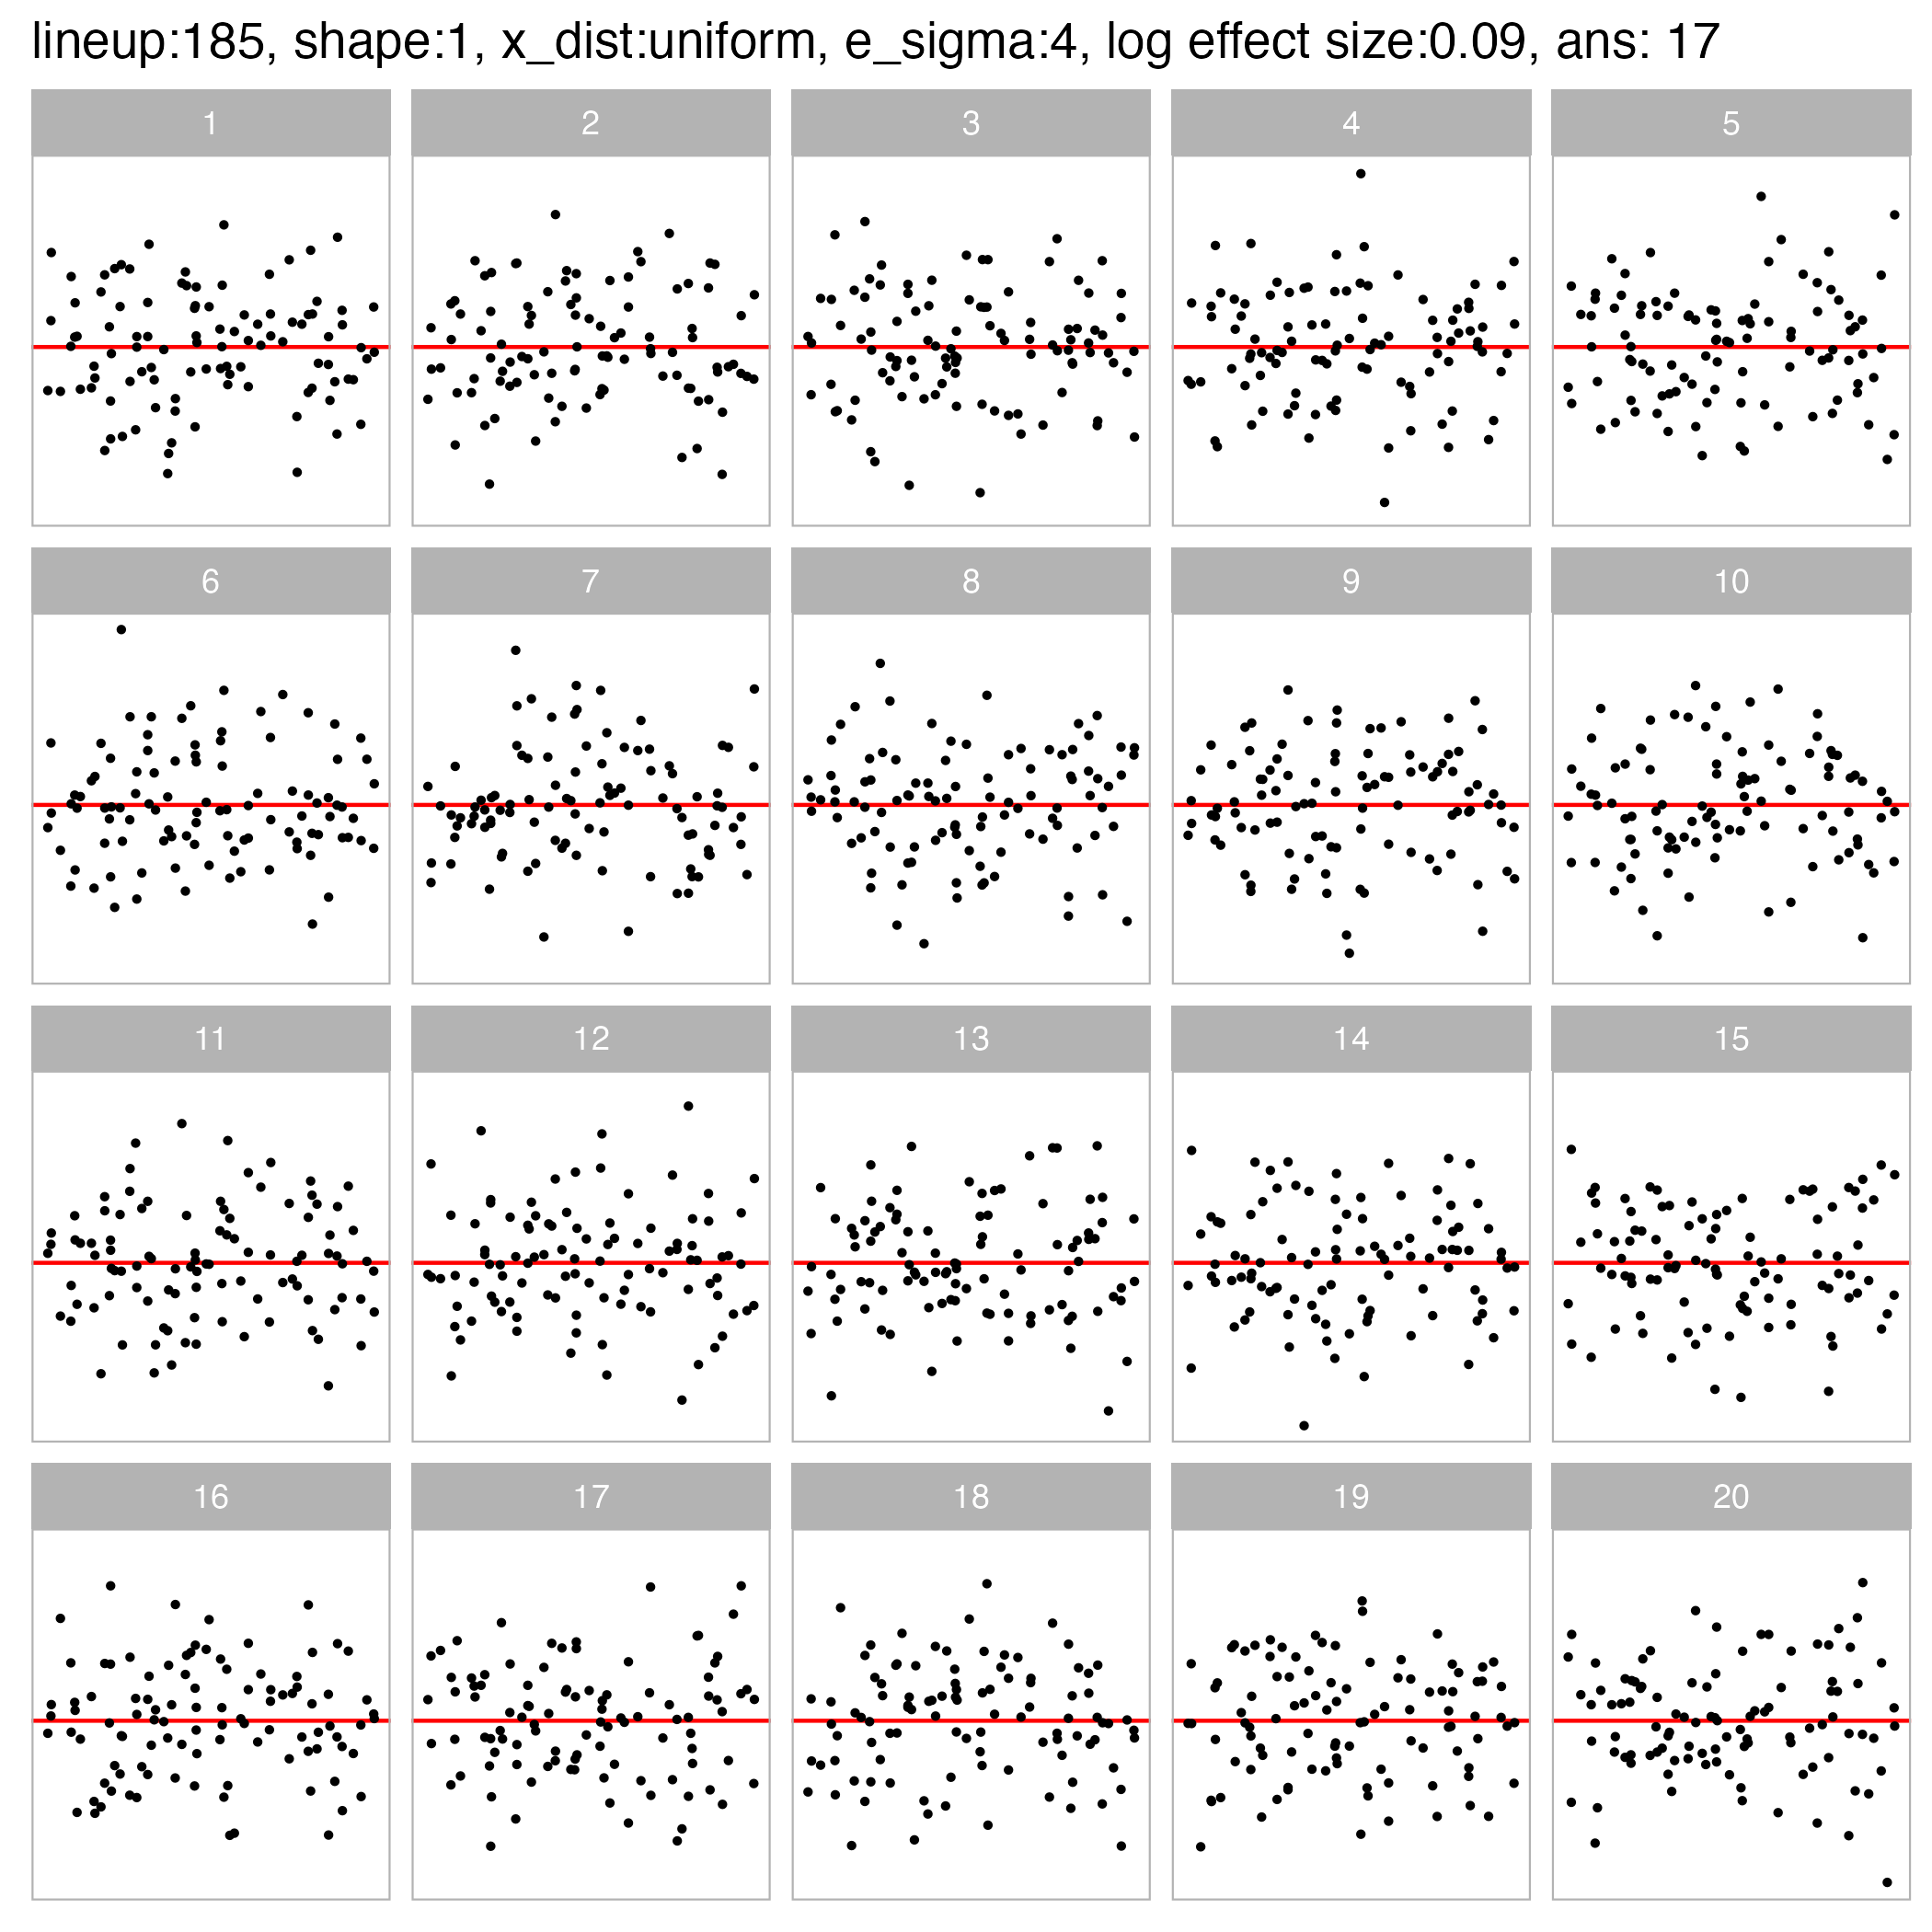 lineup:185, shape:1, x_dist:uniform, e_sigma:4, log effect size:0.09, ans: 17
1 2 3 4 5
6 7 8 9 10
11 12 13 14 15
16 17 18 19 20